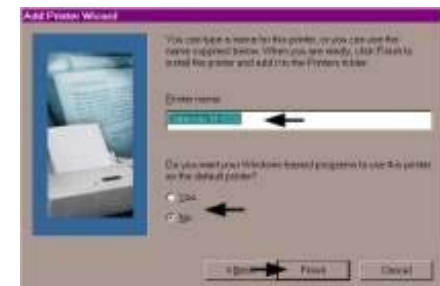 Add Printer Wizard
You can type a name for this printer, or you can use the
name supplied below. When you are ready, click Finish to
install the printer and add it to the Printers folder.
Printer name:
Do you want your Windows-based programs to use this printer
as the default printer?
Yes
No
Finish
Cancel